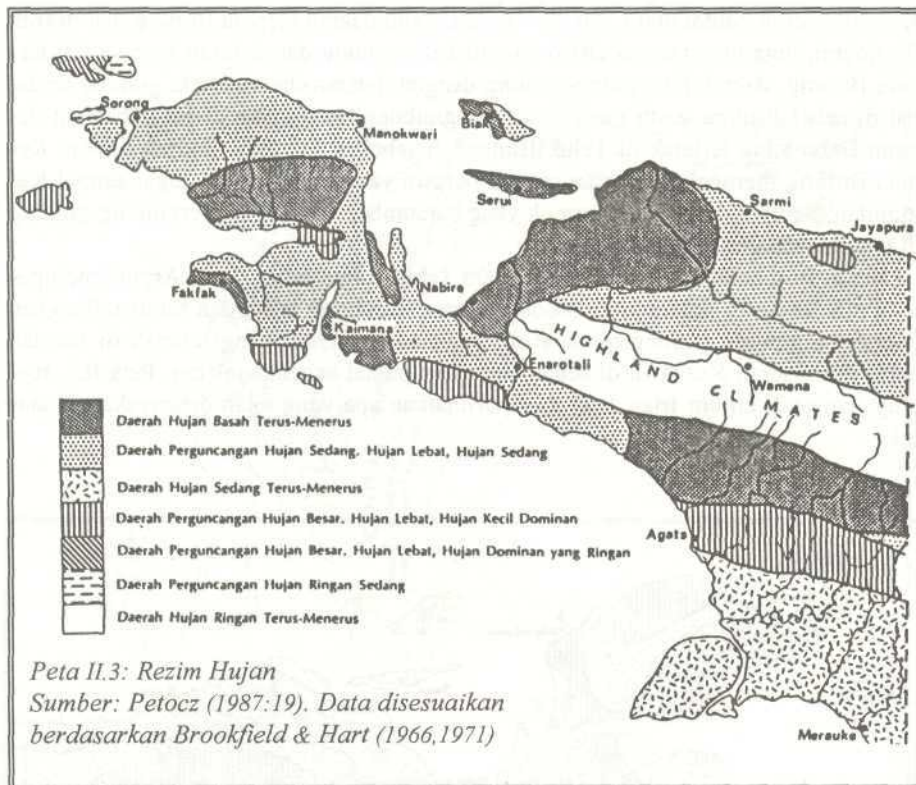 Sorong
Manokwari
Biak
Serui
Sarmi
Jayapura
Fakfak
Nabire
Kaimana
Enarotali
HIGHLAND CLIMATES
Wamena
Agats
Merauke
Daerah Hujan Basah Terus-Menerus
Daerah Perguncangan Hujan Sedang. Hujan Lebat, Hujan Sedang
Daerah Hujan Sedang Terus-Menerus
Daerah Perguncangan Hujan Besar. Hujan Lebat, Hujan Kecil Dominan
Daerah Perguncangan Hujan Besar. Hujan Lebat, Hujan Dominan yang Ringan
Daerah Perguncangan Hujan Ringan Sedang
Daerah Hujan Ringan Terus-Menerus
Peta II.3: Rezim Hujan
Sumber: Petocz (1987:19). Data disesuaikan
berdasarkan Brookfield & Hart (1966,1971)